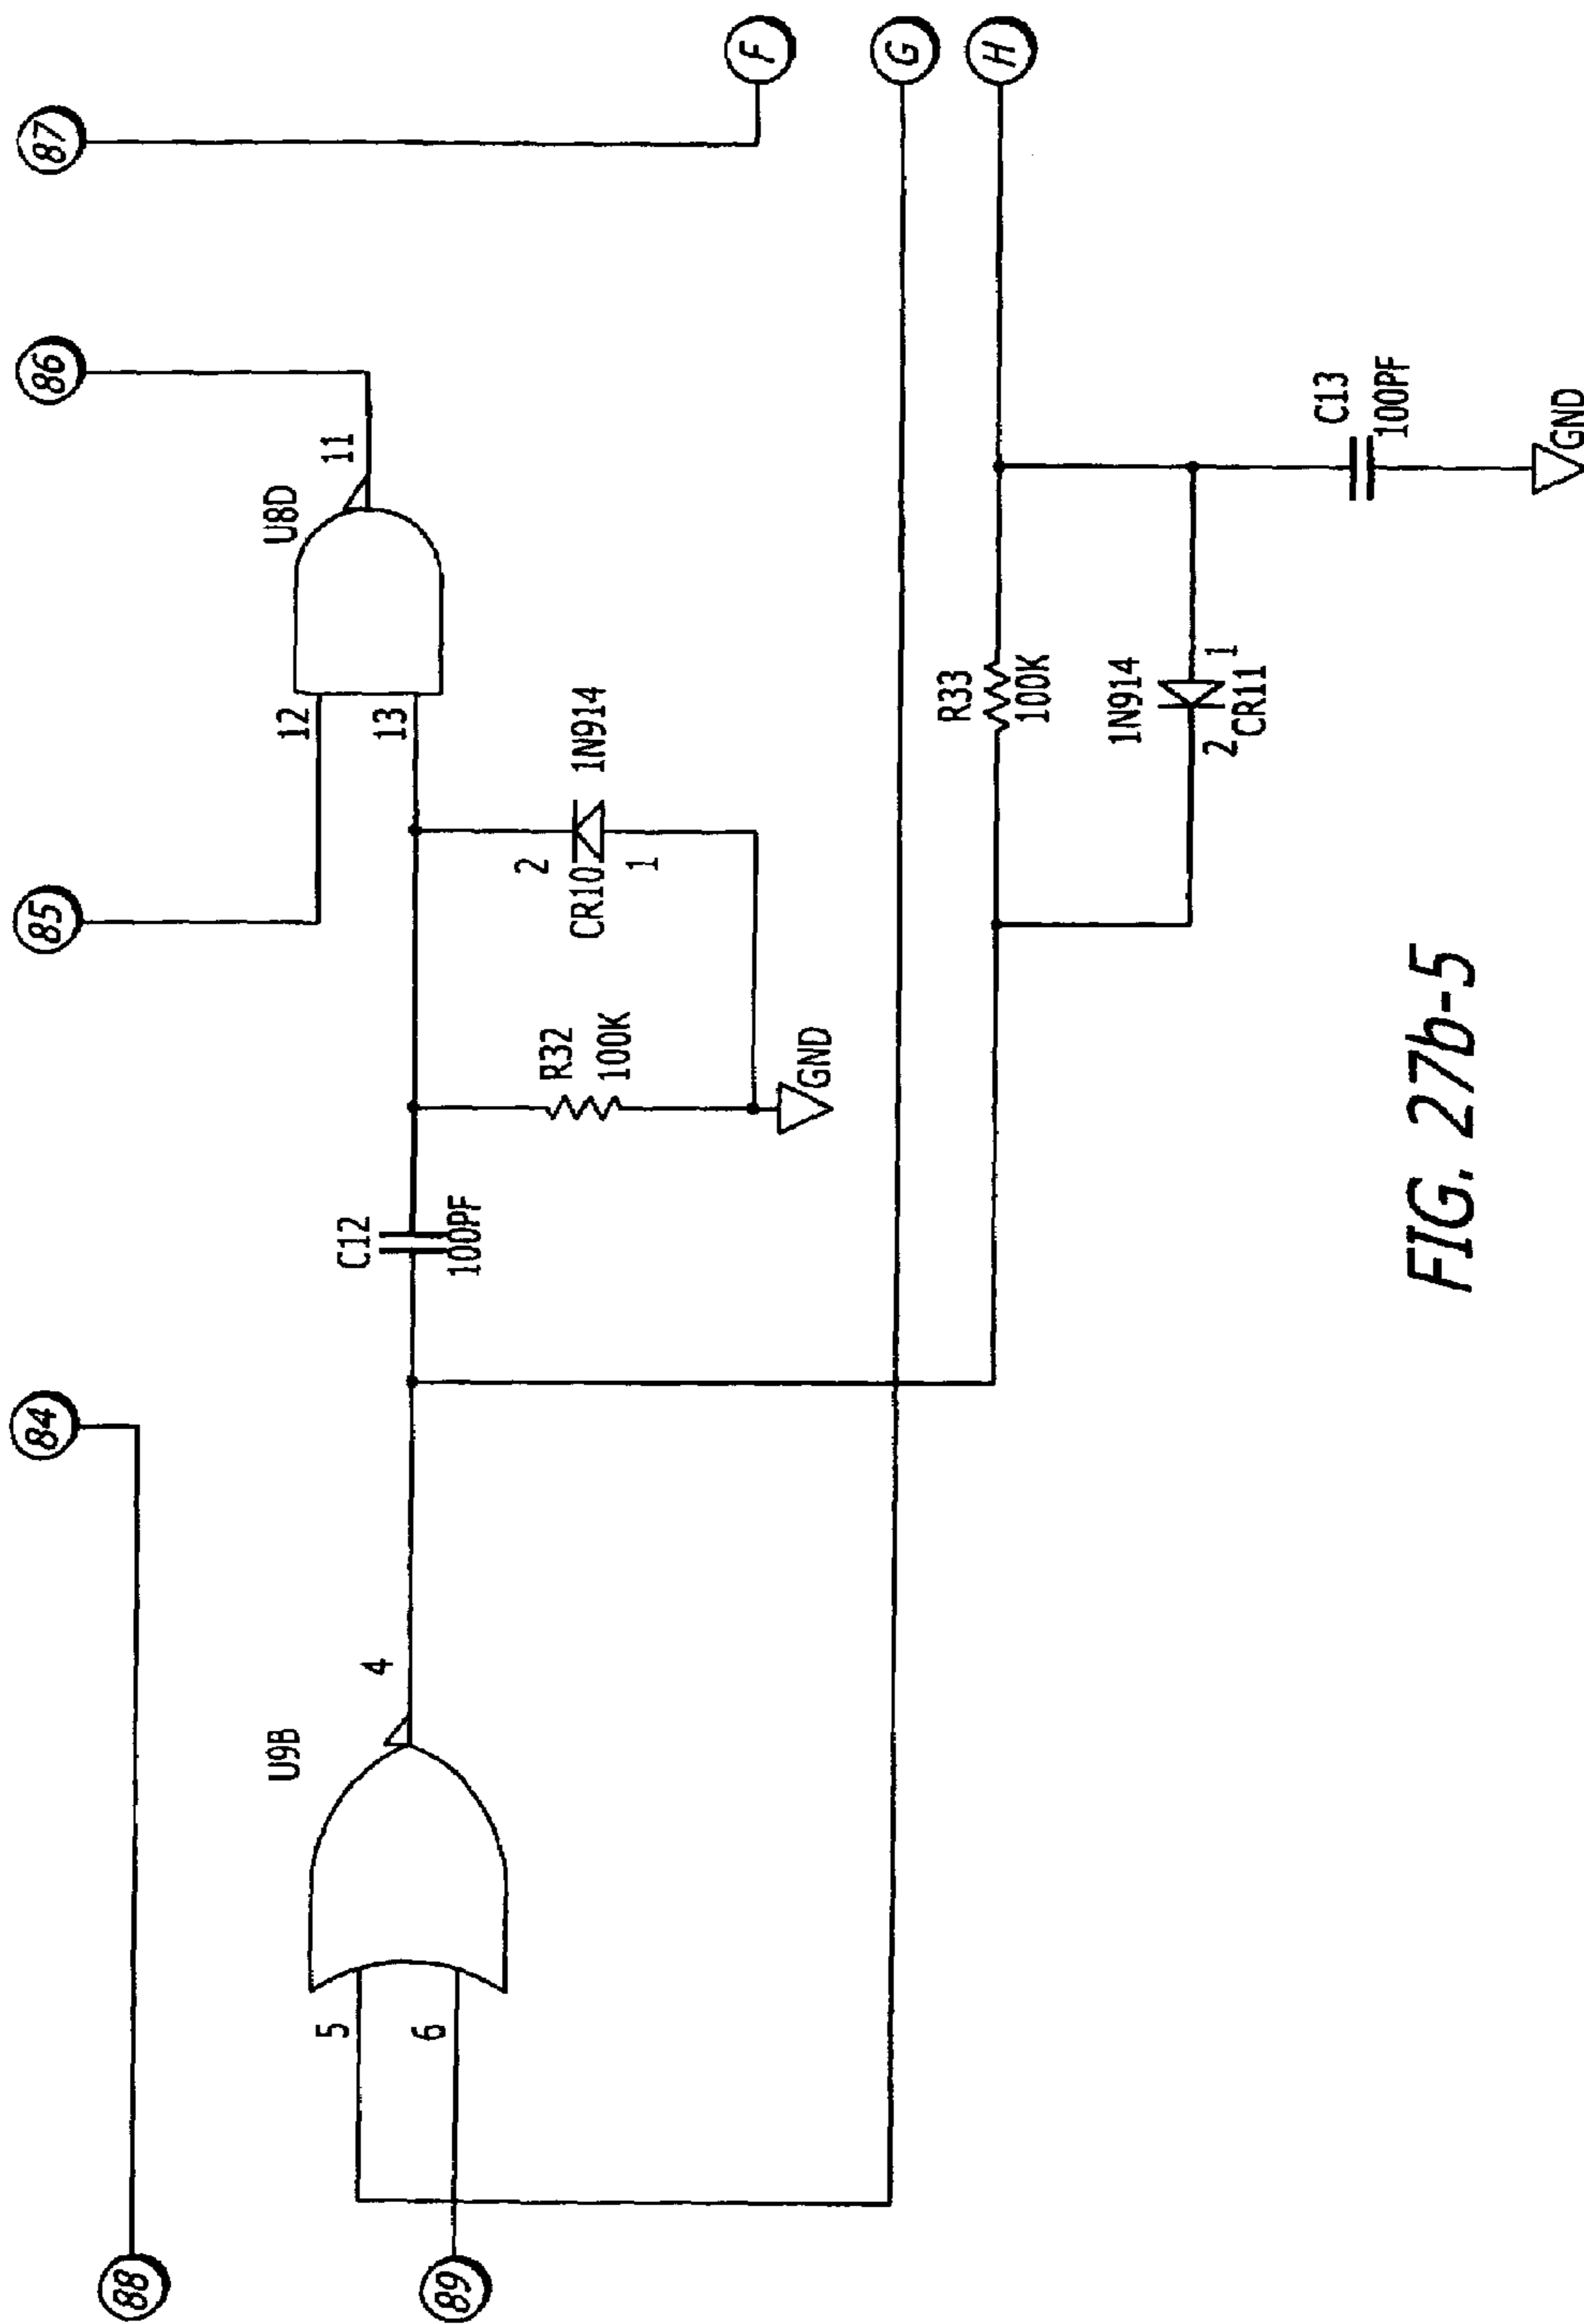 84
85
86
87
88
89
U9B
5
6
4
C12
100PF
R32
100K
GND
CR10
1N914
2
1
U8D
12
13
11
F
G
H
R33
100K
1N914
2
1
CR11
C13
100PF
GND
FIG. 27b-5